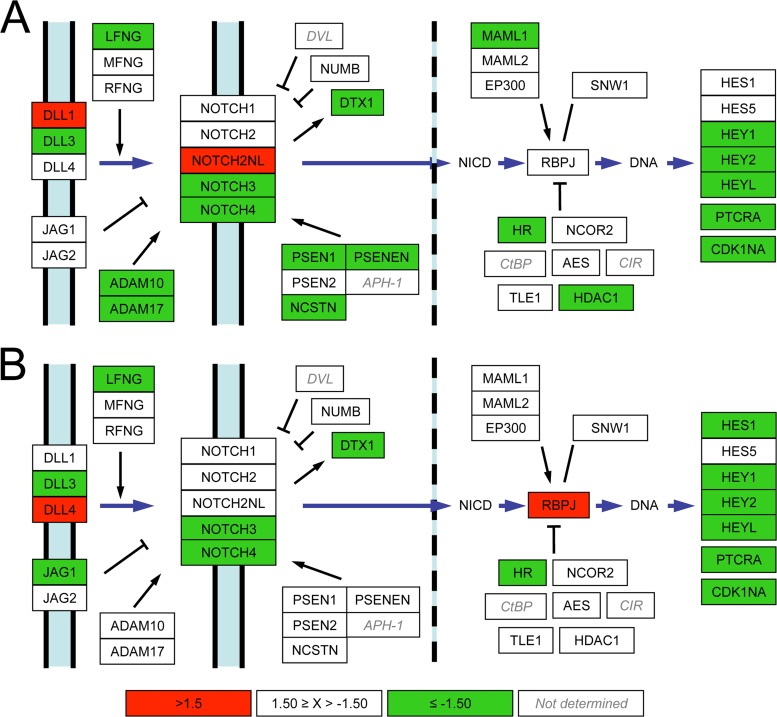 A
LFNG
MFNG
RFNG
DLL1
DLL3
DLL4
JAG1
JAG2
ADAM10
ADAM17
NOTCH1
NOTCH2
NOTCH2NL
NOTCH3
NOTCH4
DVL
NUMB
DTX1
PSEN1 PSENEN
PSEN2 APH-1
NCSTN
NICD
MAML1
MAML2
EP300
SNW1
RBPJ
DNA
HR NCOR2
CtBP AES CIR
TLE1 HDAC1
HES1
HES5
HEY1
HEY2
HEYL
PTCRA
CDK1NA
B
LFNG
MFNG
RFNG
DLL1
DLL3
DLL4
JAG1
JAG2
ADAM10
ADAM17
NOTCH1
NOTCH2
NOTCH2NL
NOTCH3
NOTCH4
DVL
NUMB
DTX1
PSEN1 PSENEN
PSEN2 APH-1
NCSTN
NICD
MAML1
MAML2
EP300
SNW1
RBPJ
DNA
HR NCOR2
CtBP AES CIR
TLE1 HDAC1
HES1
HES5
HEY1
HEY2
HEYL
PTCRA
CDK1NA
>1.5 1.50 ≥ X > -1.50 ≤ -1.50 Not determined